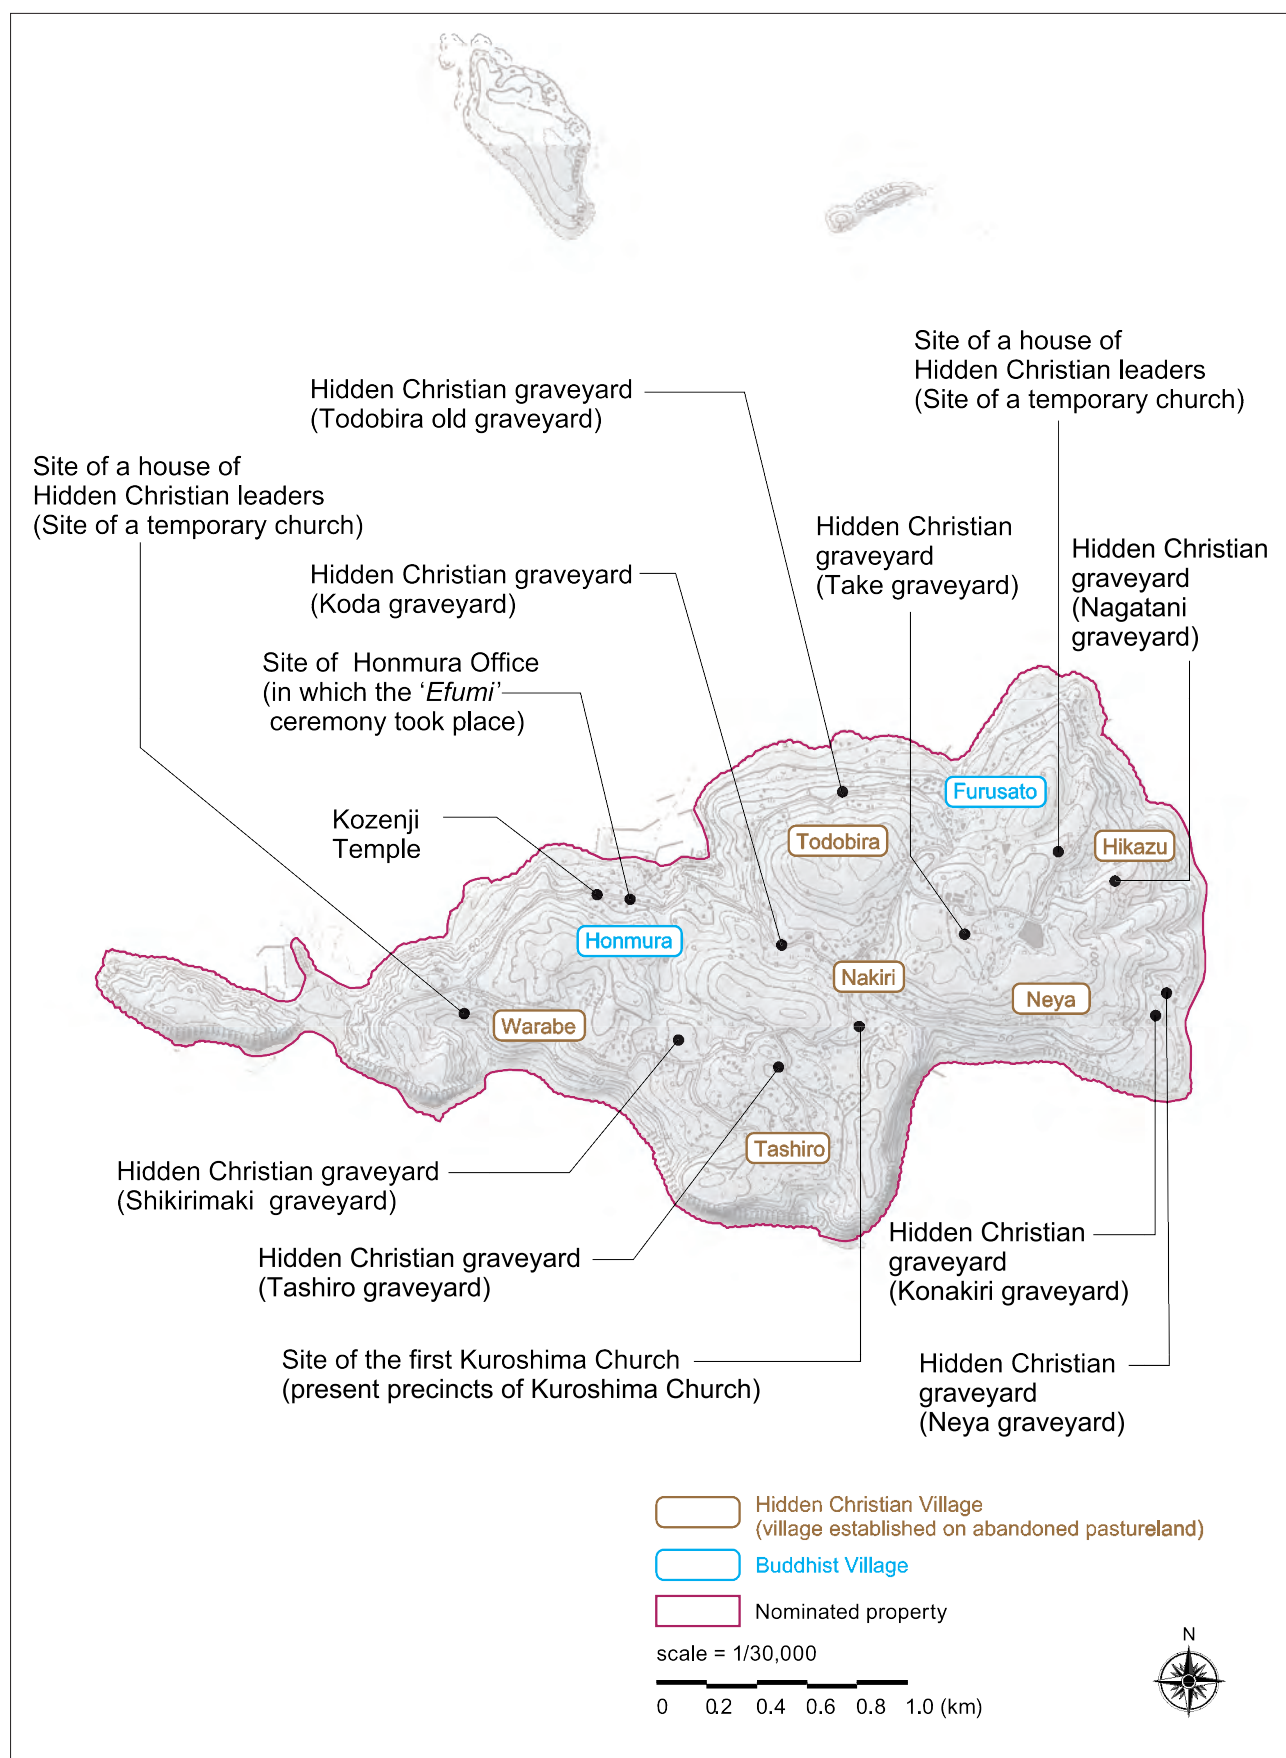 Site of a house of
Hidden Christian leaders
(Site of a temporary church)
Hidden Christian graveyard
(Todobira old graveyard)
Site of a house of
Hidden Christian leaders
(Site of a temporary church)
Hidden Christian
graveyard
(Take graveyard)
Hidden Christian
graveyard
(Nagatani
graveyard)
Hidden Christian graveyard
(Koda graveyard)
Site of Honmura Office
(in which the ‘Efumi’
ceremony took place)
Kozenji
Temple
Furusato
Todobira
Hikazu
Honmura
Nakiri
Neya
Warabe
Tashiro
Hidden Christian graveyard
(Shikirimaki graveyard)
Hidden Christian graveyard
(Tashiro graveyard)
Hidden Christian
graveyard
(Konakiri graveyard)
Site of the first Kuroshima Church
(present precincts of Kuroshima Church)
Hidden Christian
graveyard
(Neya graveyard)
Hidden Christian Village
(village established on abandoned pastureland)
Buddhist Village
Nominated property
scale = 1/30,000
0 0.2 0.4 0.6 0.8 1.0 (km)
N